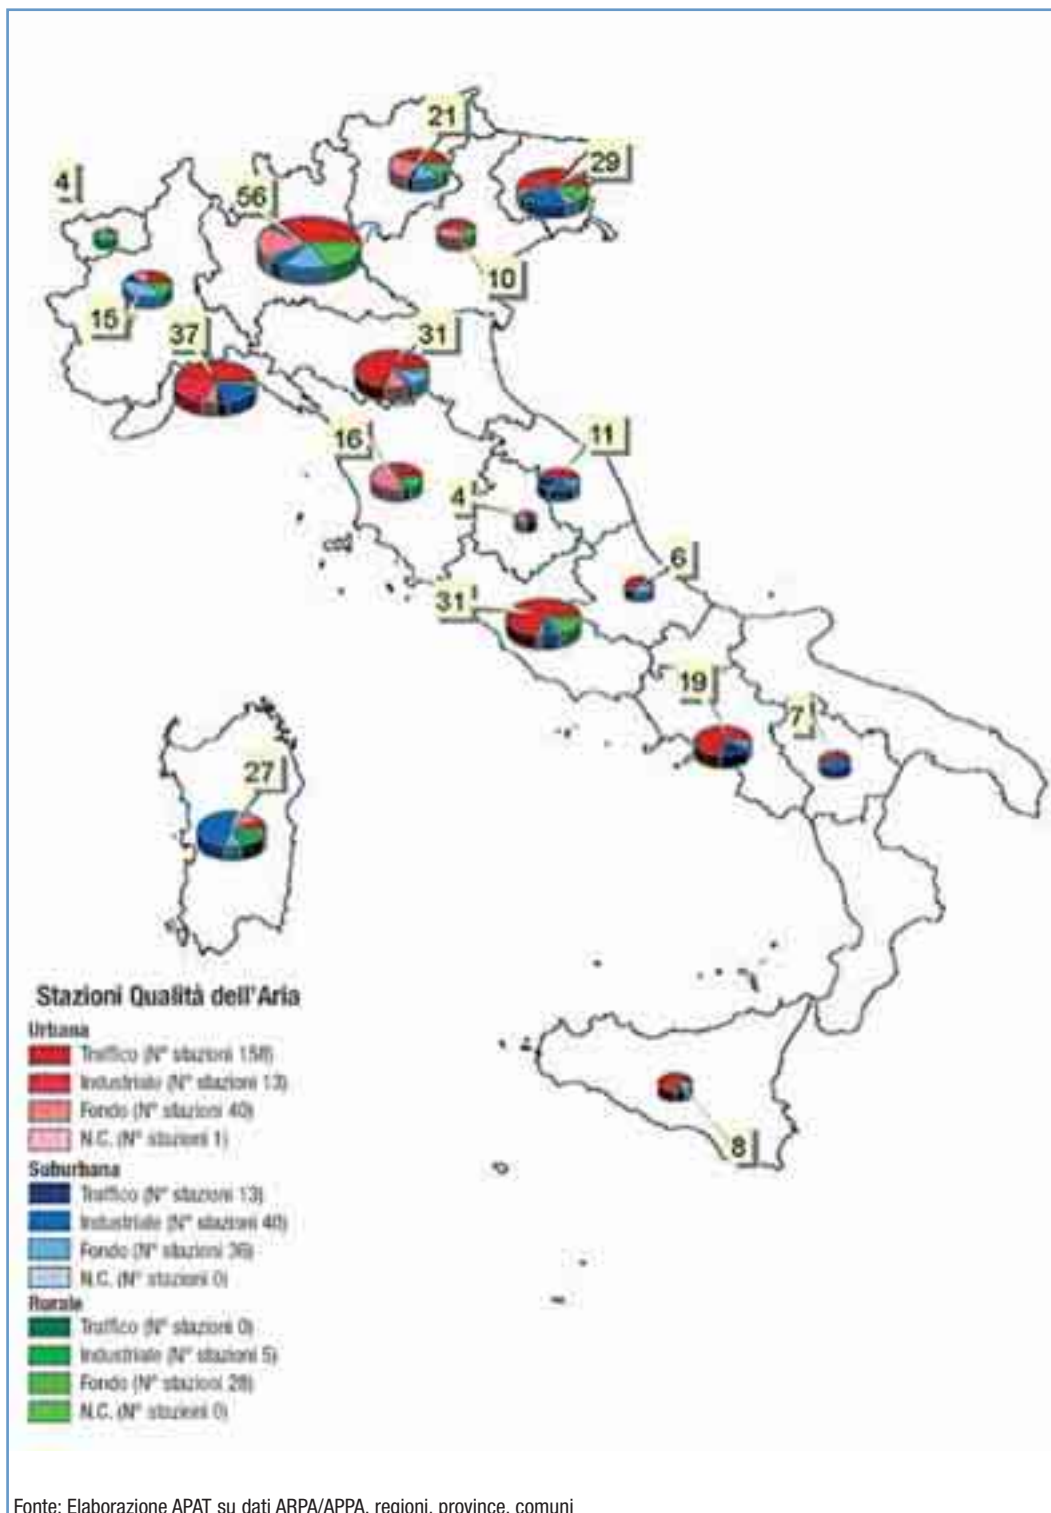 21
29
4
56
10
15
37
31
16
11
4
6
31
19
7
27
8
Stazioni Qualità dell'Aria
Urbana
Traffico (N° stazioni 158)
Industriale (N° stazioni 13)
Fondo (N° stazioni 40)
N.C. (N° stazioni 1)
Suburbana
Traffico (N° stazioni 13)
Industriale (N° stazioni 40)
Fondo (N° stazioni 36)
N.C. (N° stazioni 0)
Rurale
Traffico (N° stazioni 0)
Industriale (N° stazioni 5)
Fondo (N° stazioni 28)
N.C. (N° stazioni 0)
Fonte: Elaborazione APAT su dati ARPA/APPA, regioni, province, comuni